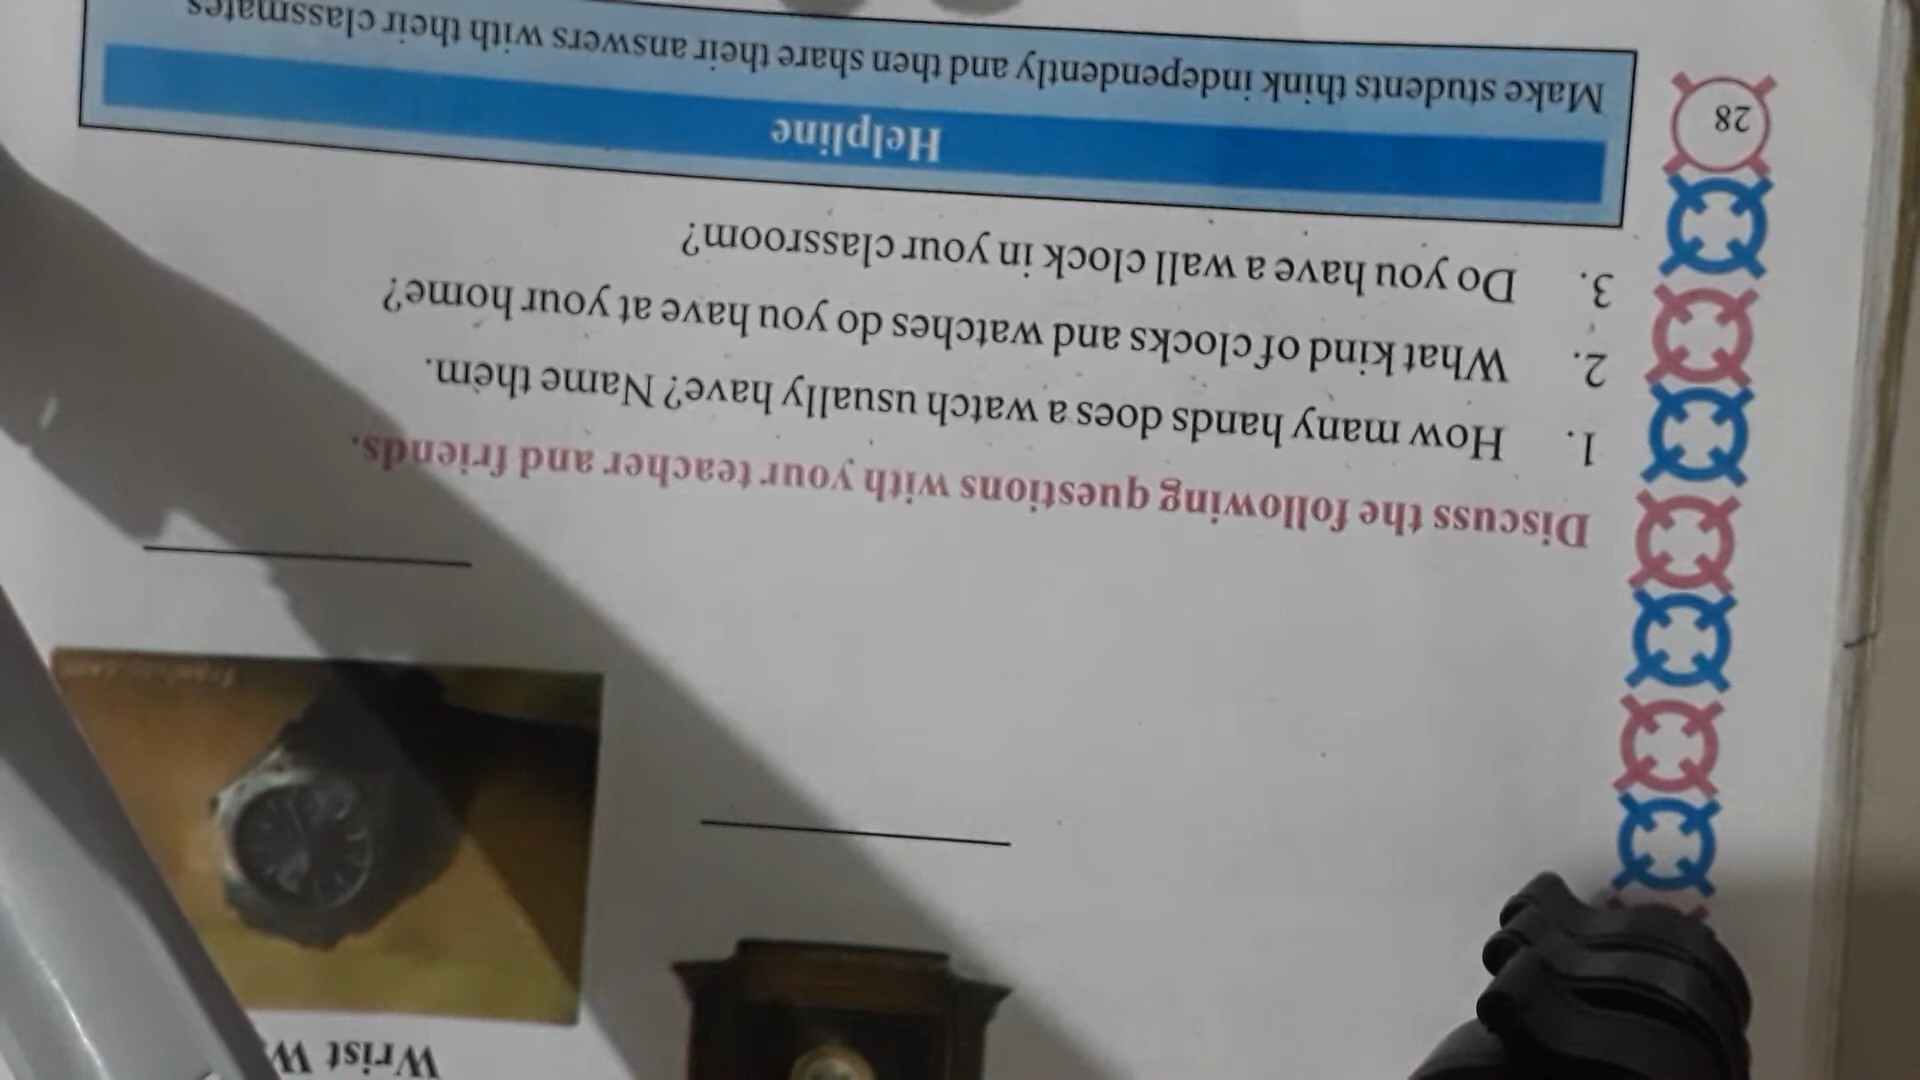 Wrist
Discuss the following questions with your teacher and friends.
1. How many hands does a watch usually have? Name them.
2. What kind of clocks and watches do you have at your home?
3. Do you have a wall clock in your classroom?
Helpline
Make students think independently and then share their answers with their classmates
28